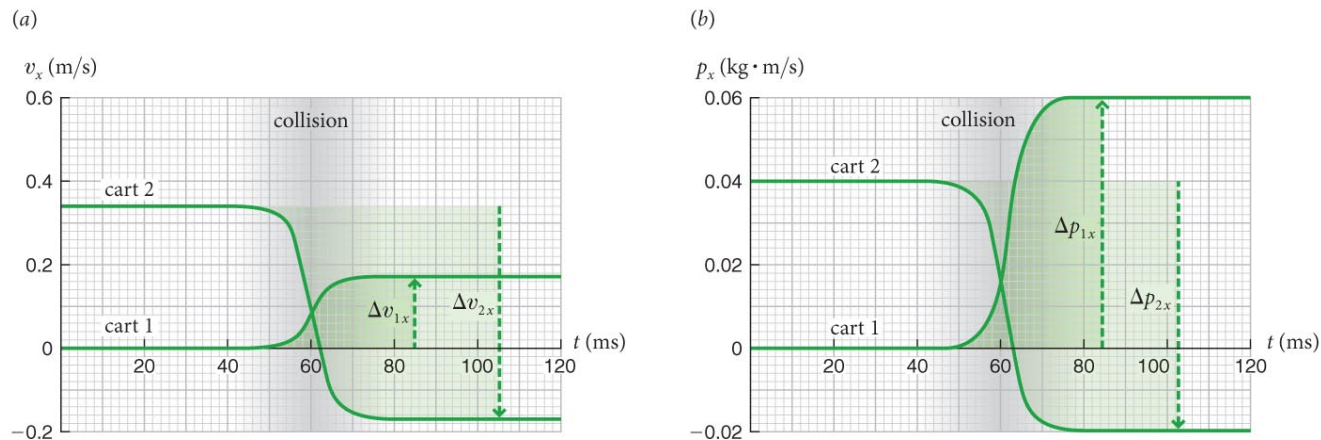 (a)
v_x (m/s)
0.6
collision
0.4
cart 2
0.2
Δv_1x
Δv_2x
cart 1
0
t (ms)
20
40
60
80
100
120
−0.2
(b)
p_x (kg · m/s)
0.06
collision
cart 2
0.04
Δp_1x
0.02
Δp_2x
cart 1
0
t (ms)
20
40
60
80
100
120
−0.02